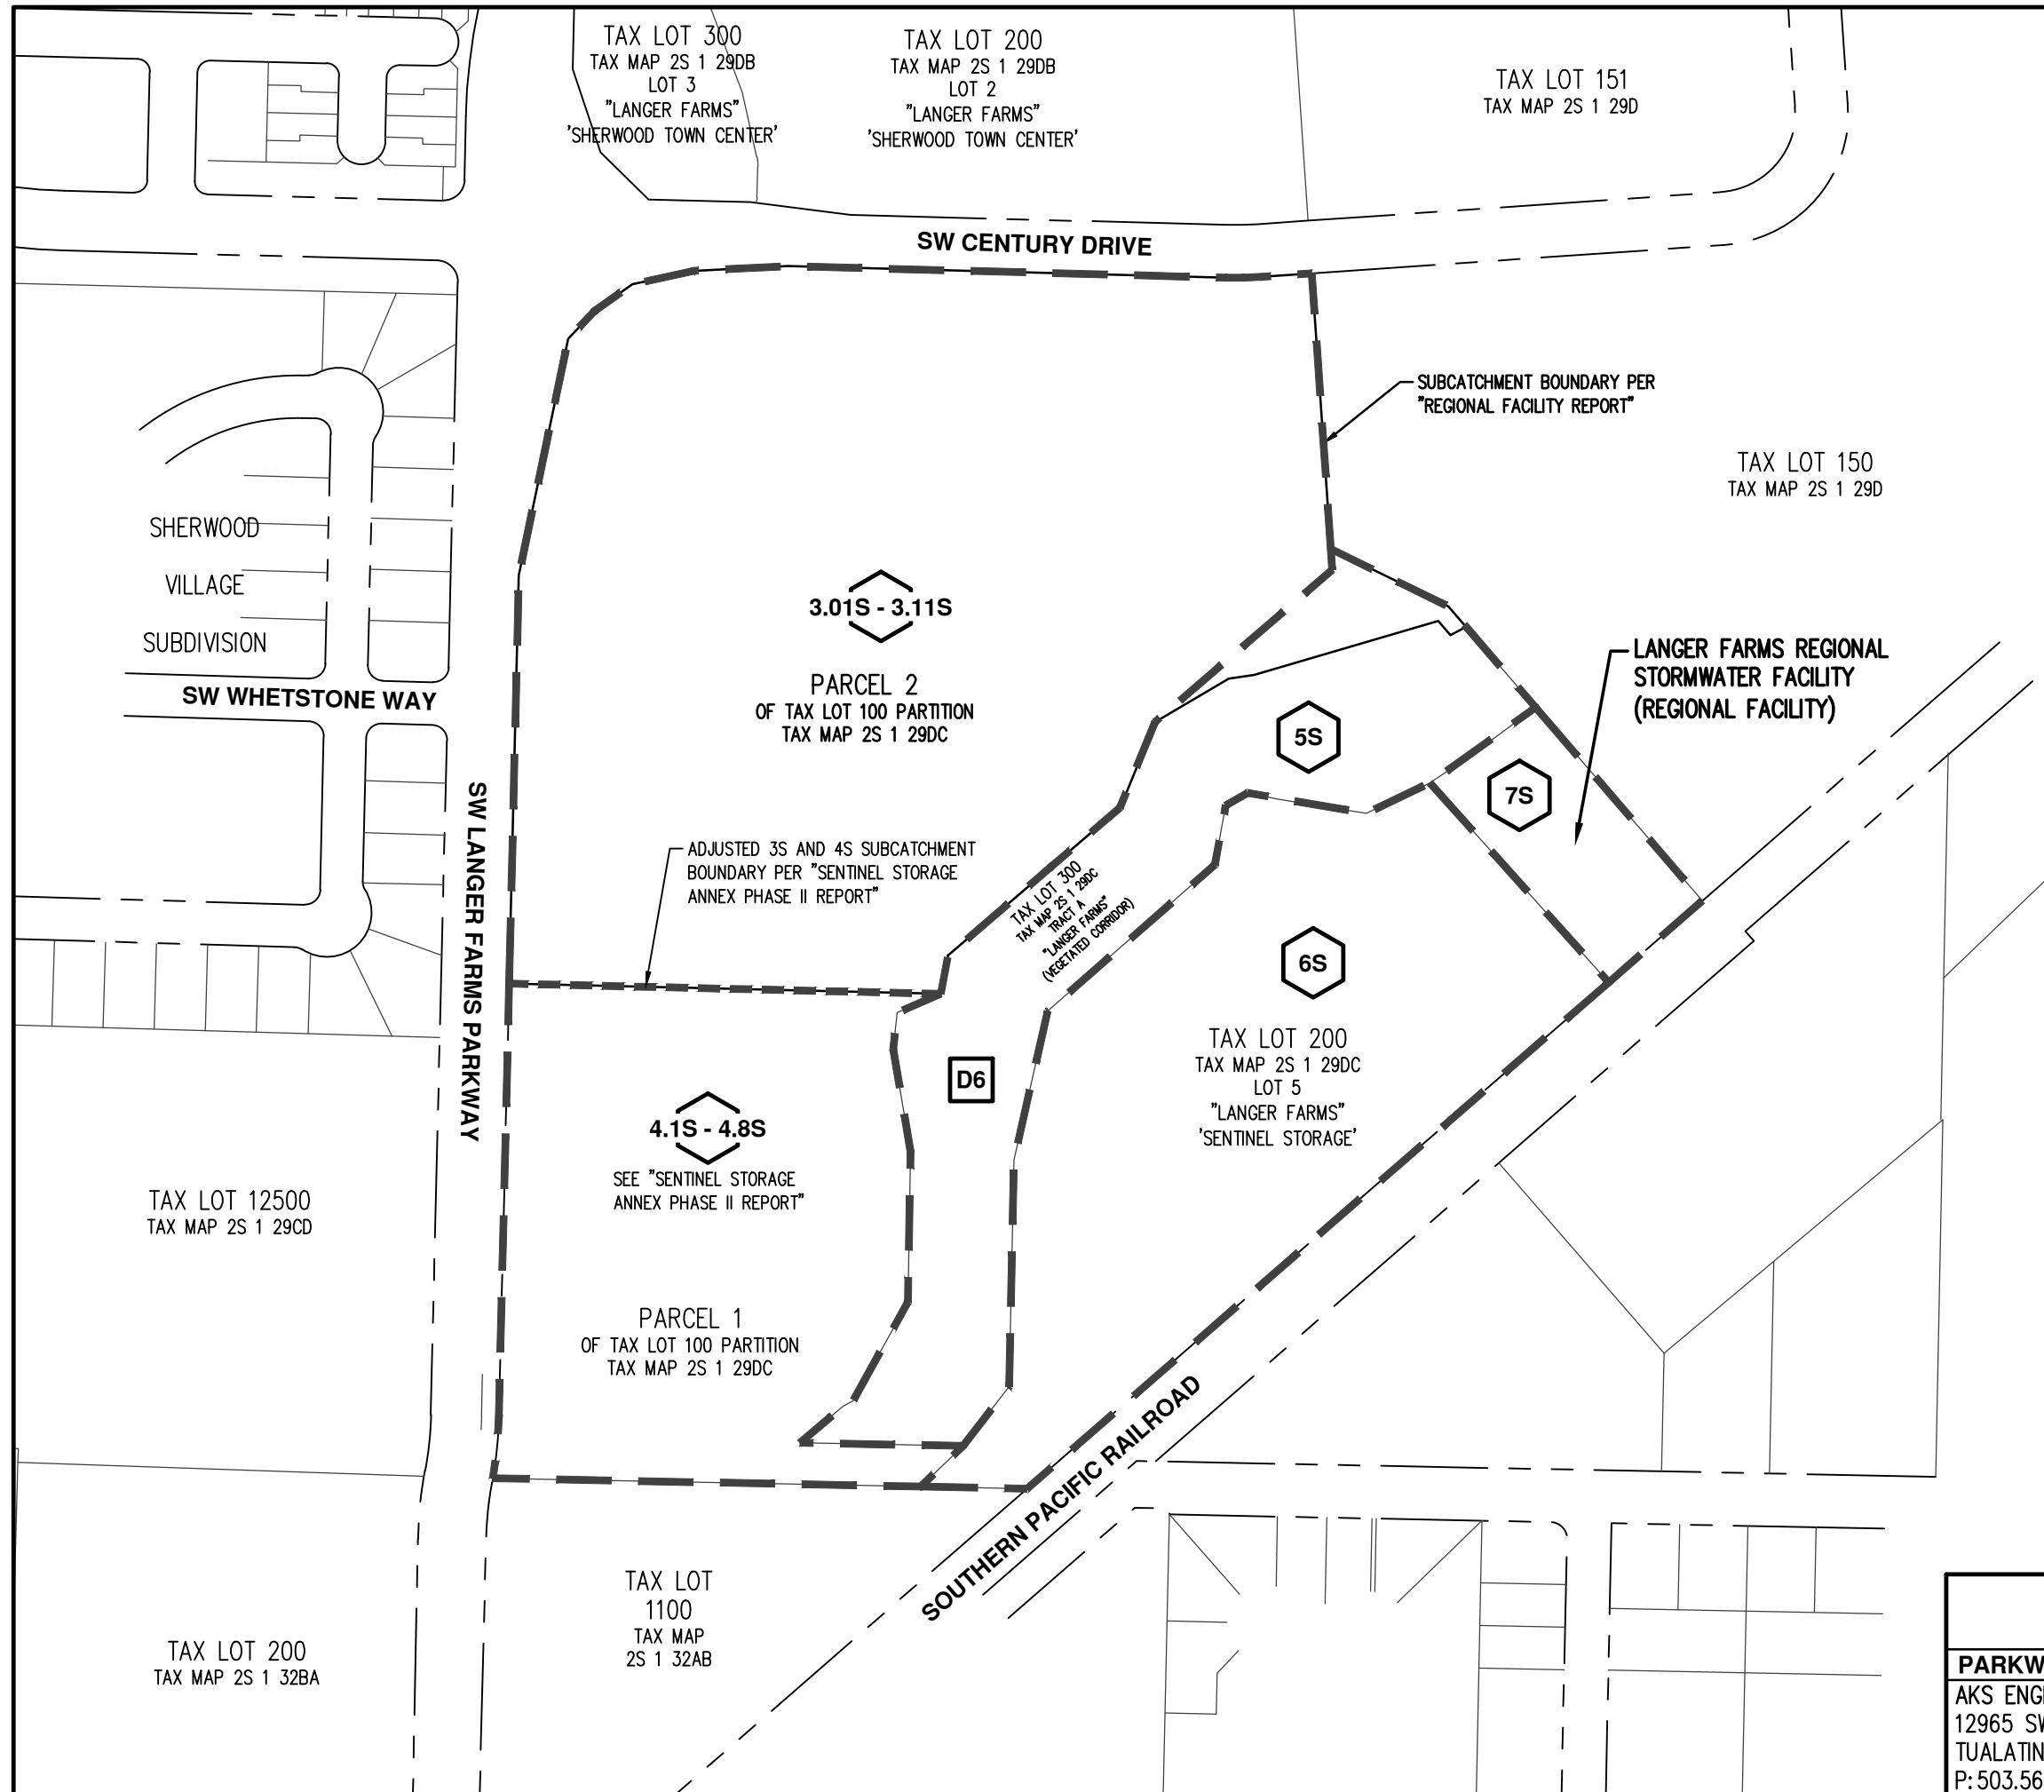 TAX LOT 300
TAX MAP 2S 1 29DB
LOT 3
"LANGER FARMS"
'SHERWOOD TOWN CENTER'
TAX LOT 200
TAX MAP 2S 1 29DB
LOT 2
"LANGER FARMS"
'SHERWOOD TOWN CENTER'
TAX LOT 151
TAX MAP 2S 1 29D
SW CENTURY DRIVE
SUBCATCHMENT BOUNDARY PER
"REGIONAL FACILITY REPORT"
TAX LOT 150
TAX MAP 2S 1 29D
SHERWOOD
VILLAGE
SUBDIVISION
SW WHETSTONE WAY
3.01S - 3.11S
PARCEL 2
OF TAX LOT 100 PARTITION
TAX MAP 2S 1 29DC
LANGER FARMS REGIONAL
STORMWATER FACILITY
(REGIONAL FACILITY)
5S
7S
SW LANGER FARMS PARKWAY
ADJUSTED 3S AND 4S SUBCATCHMENT
BOUNDARY PER "SENTINEL STORAGE
ANNEX PHASE II REPORT"
TAX LOT 300
TAX MAP 2S 1 29DC
TRACT A
"LANGER FARMS"
(VEGETATED CORRIDOR)
6S
TAX LOT 200
TAX MAP 2S 1 29DC
LOT 5
"LANGER FARMS"
'SENTINEL STORAGE'
D6
4.1S - 4.8S
SEE "SENTINEL STORAGE
ANNEX PHASE II REPORT"
TAX LOT 12500
TAX MAP 2S 1 29CD
PARCEL 1
OF TAX LOT 100 PARTITION
TAX MAP 2S 1 29DC
SOUTHERN PACIFIC RAILROAD
TAX LOT
1100
TAX MAP
2S 1 32AB
TAX LOT 200
TAX MAP 2S 1 32BA
PARKW
AKS ENG
12965 SW
TUALATIN
P: 503.56